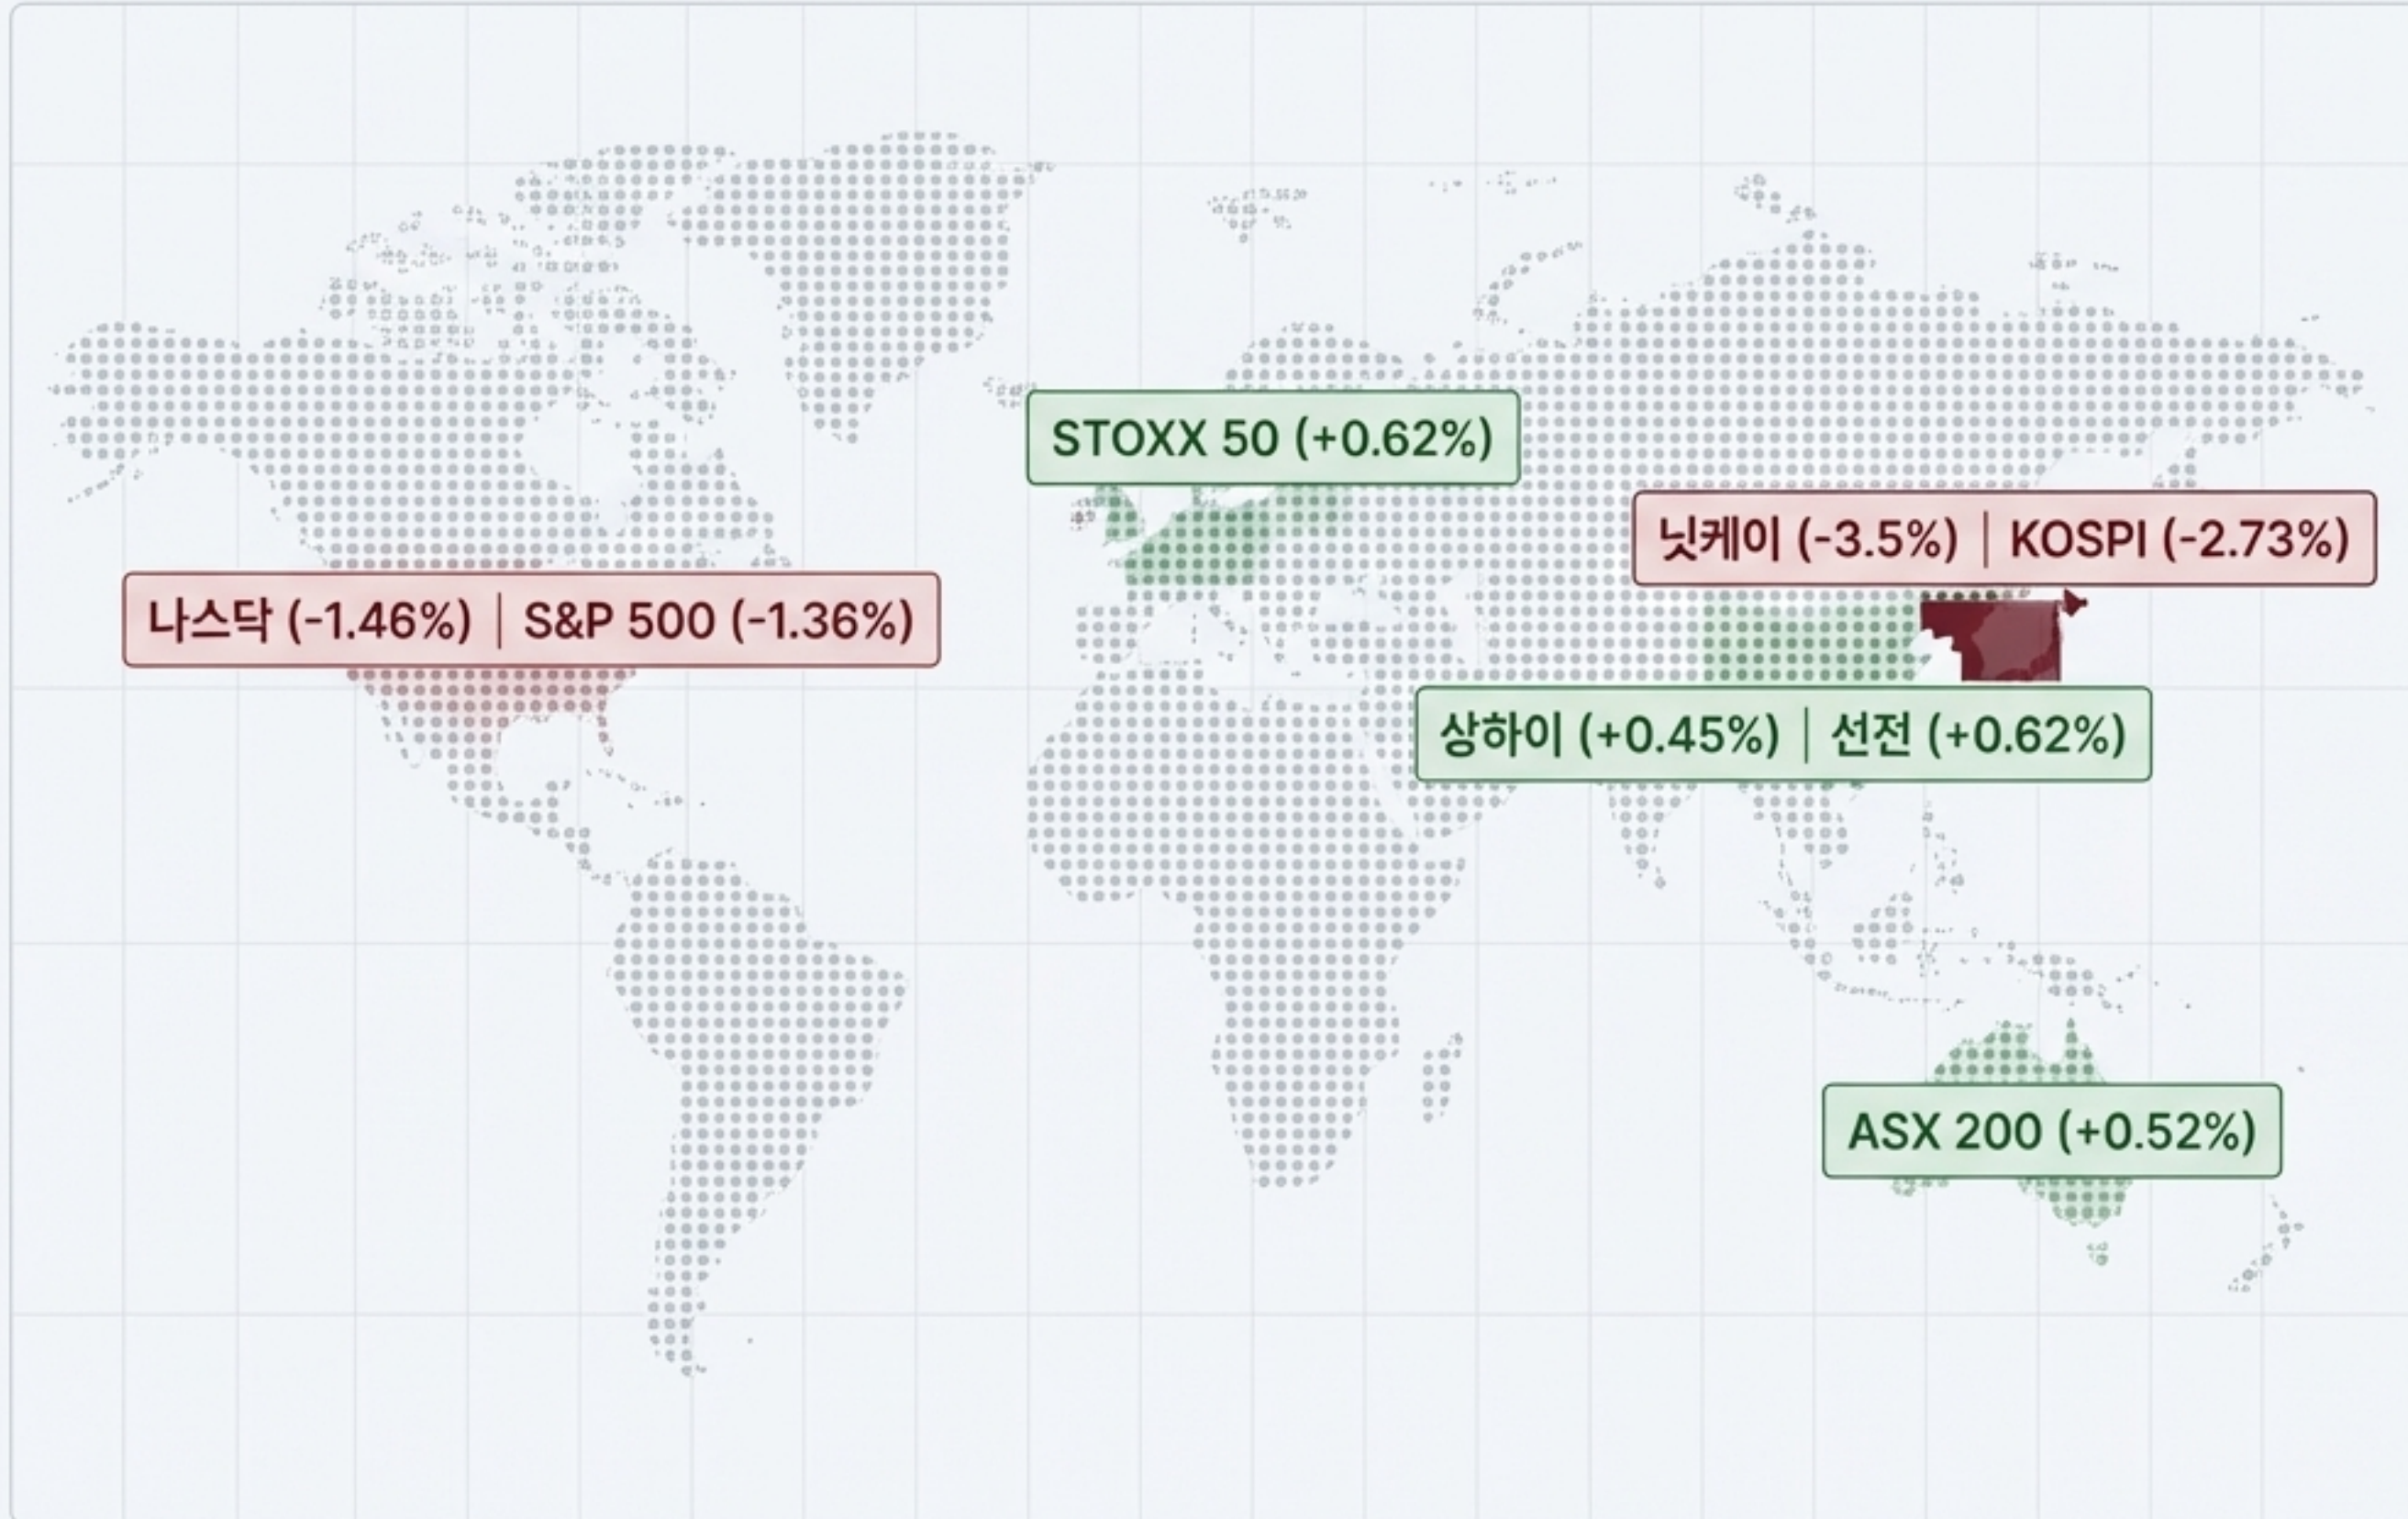 STOXX 50 (+0.62%)
닛케이 (-3.5%) | KOSPI (-2.73%)
나스닥 (-1.46%) | S&P 500 (-1.36%)
상하이 (+0.45%) | 선전 (+0.62%)
ASX 200 (+0.52%)